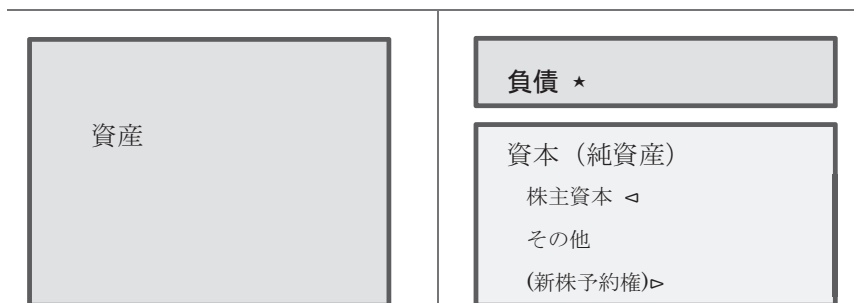 資産
負債 ⋆
資本（純資産）
株主資本 ⊲
その他
(新株予約権)⊳